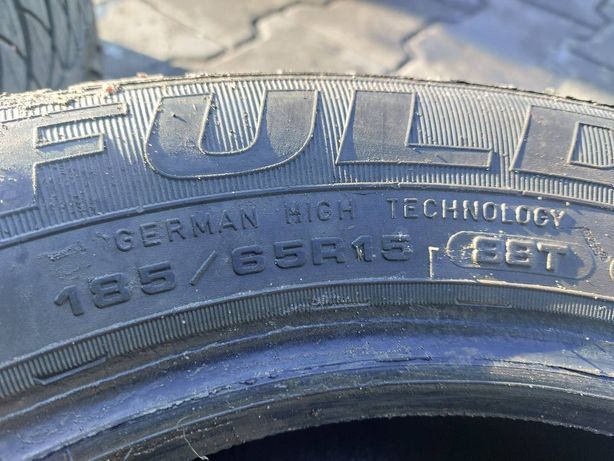 FULD
GERMAN HIGH TECHNOLOGY
185/65R15 88T